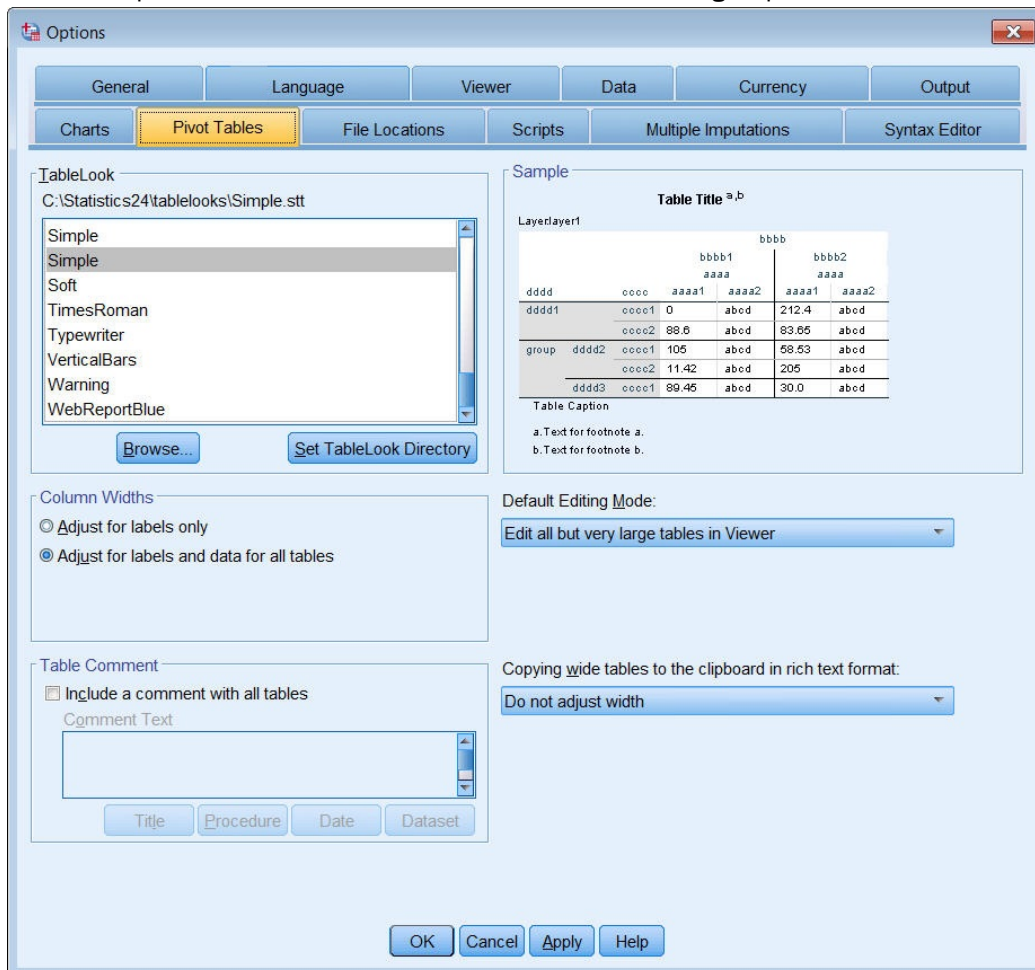 Options
General Language Viewer Data Currency Output
Charts Pivot Tables File Locations Scripts Multiple Imputations Syntax Editor
TableLook
C:\Statistics24\tablelooks\Simple.stt
Simple
Simple
Soft
TimesRoman
Typewriter
VerticalBars
Warning
WebReportBlue
Browse... Set TableLook Directory
Sample
Table Title a,b
Layerlayer1
bbbb
bbbb1 bbbb2
aaaa aaaa
dddd cccc aaaa1 aaaa2 aaaa1 aaaa2
dddd1 cccc1 0 abcd 212.4 abcd
cccc2 88.6 abcd 83.65 abcd
group dddd2 cccc1 105 abcd 58.53 abcd
cccc2 11.42 abcd 205 abcd
dddd3 cccc1 89.45 abcd 30.0 abcd
Table Caption
a.Text for footnote a.
b.Text for footnote b.
Column Widths
Adjust for labels only
Adjust for labels and data for all tables
Default Editing Mode:
Edit all but very large tables in Viewer
Table Comment
Include a comment with all tables
Comment Text
Title Procedure Date Dataset
Copying wide tables to the clipboard in rich text format:
Do not adjust width
OK Cancel Apply Help